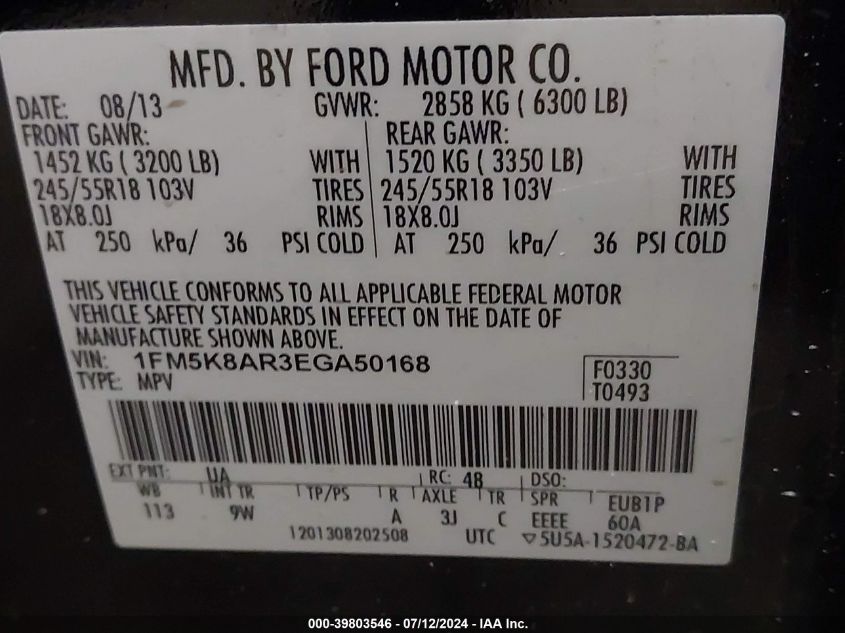 MFD. BY FORD MOTOR CO.
DATE: 08/13 GVWR: 2858 KG ( 6300 LB)
FRONT GAWR: REAR GAWR:
1452 KG ( 3200 LB) WITH 1520 KG ( 3350 LB) WITH
245/55R18 103V TIRES 245/55R18 103V TIRES
18X8.0J RIMS 18X8.0J RIMS
AT 250 kPa/ 36 PSI COLD AT 250 kPa/ 36 PSI COLD
THIS VEHICLE CONFORMS TO ALL APPLICABLE FEDERAL MOTOR
VEHICLE SAFETY STANDARDS IN EFFECT ON THE DATE OF
MANUFACTURE SHOWN ABOVE.
VIN: 1FM5K8AR3EGA50168 F0330
TYPE: MPV T0493
EXT PNT: UA RC: 48 DSO:
WB INT TR TP/PS R AXLE TR SPR EUB1P
113 9W A 3J C EEEE 60A
1201308202508 UTC ▽5U5A-1520472-BA
000-39803546 - 07/12/2024 - IAA Inc.